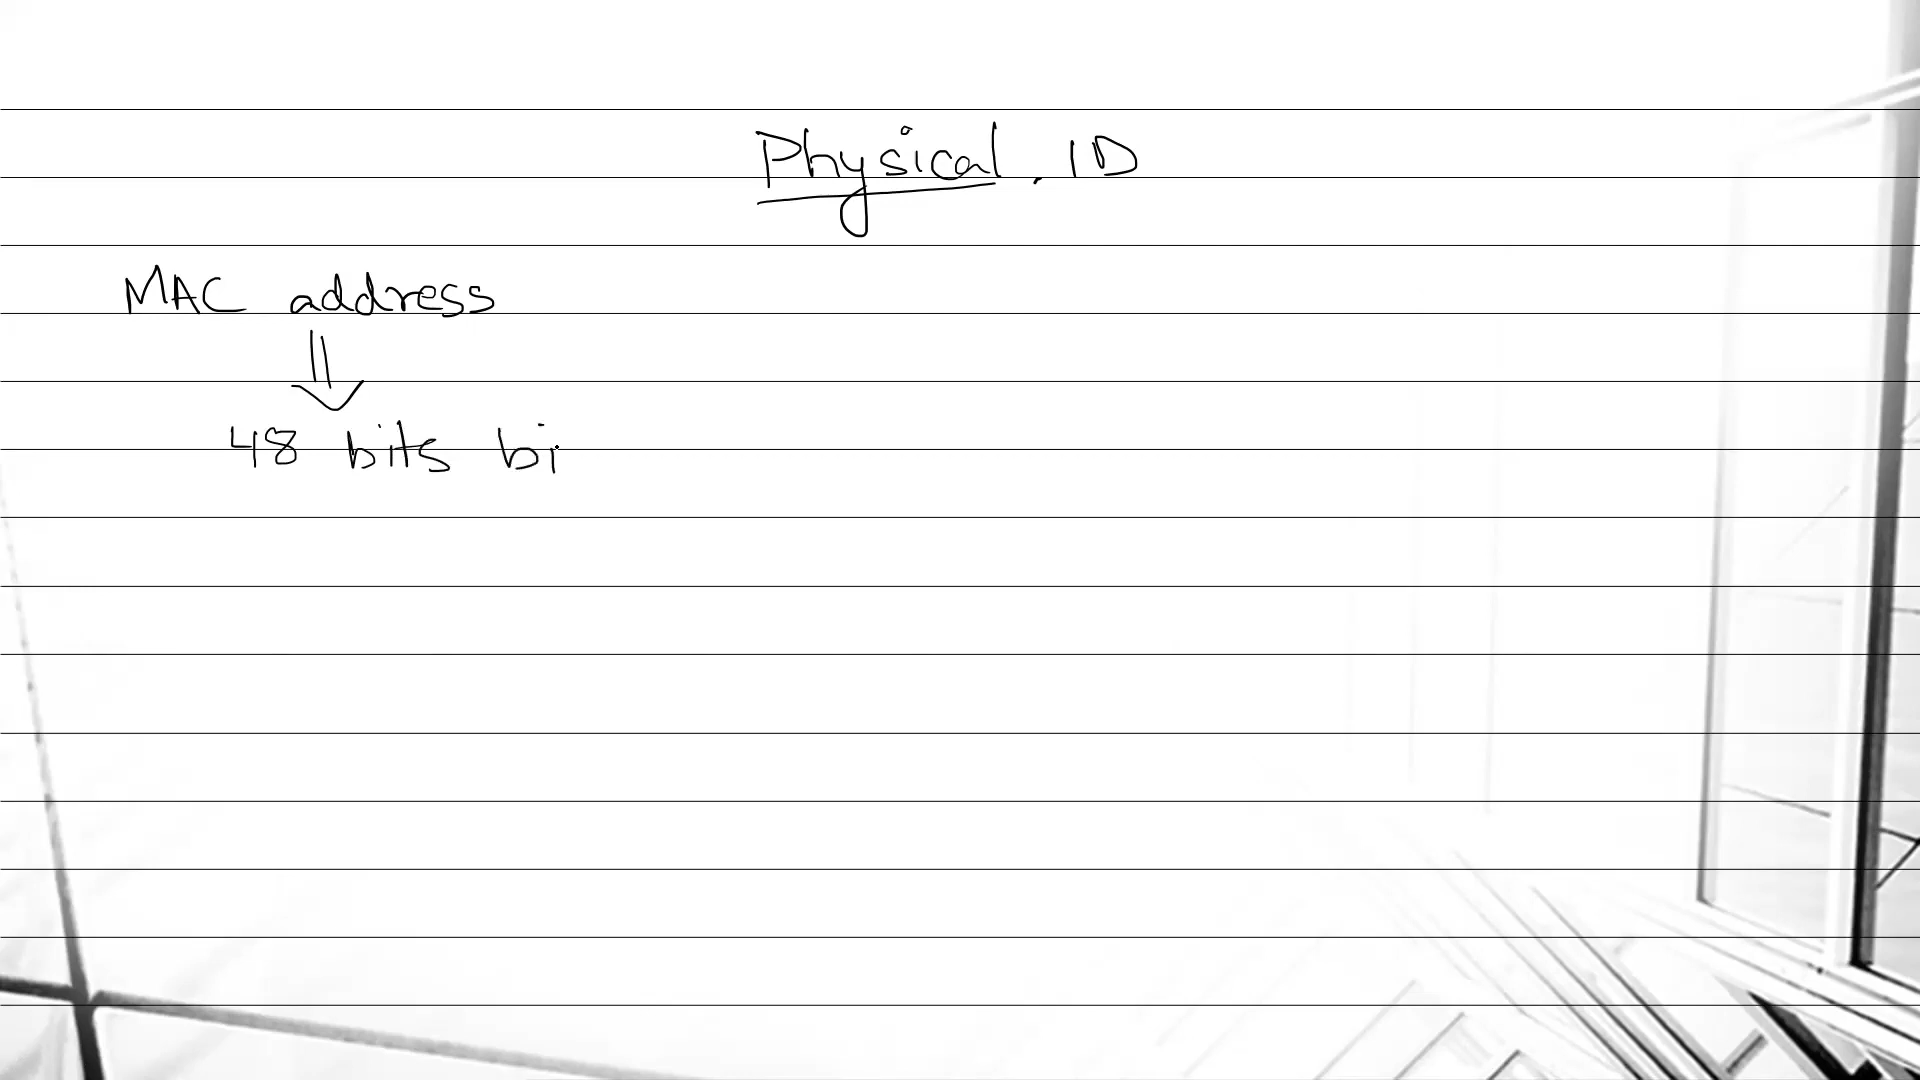 Physical . ID
MAC address
48 bits bi